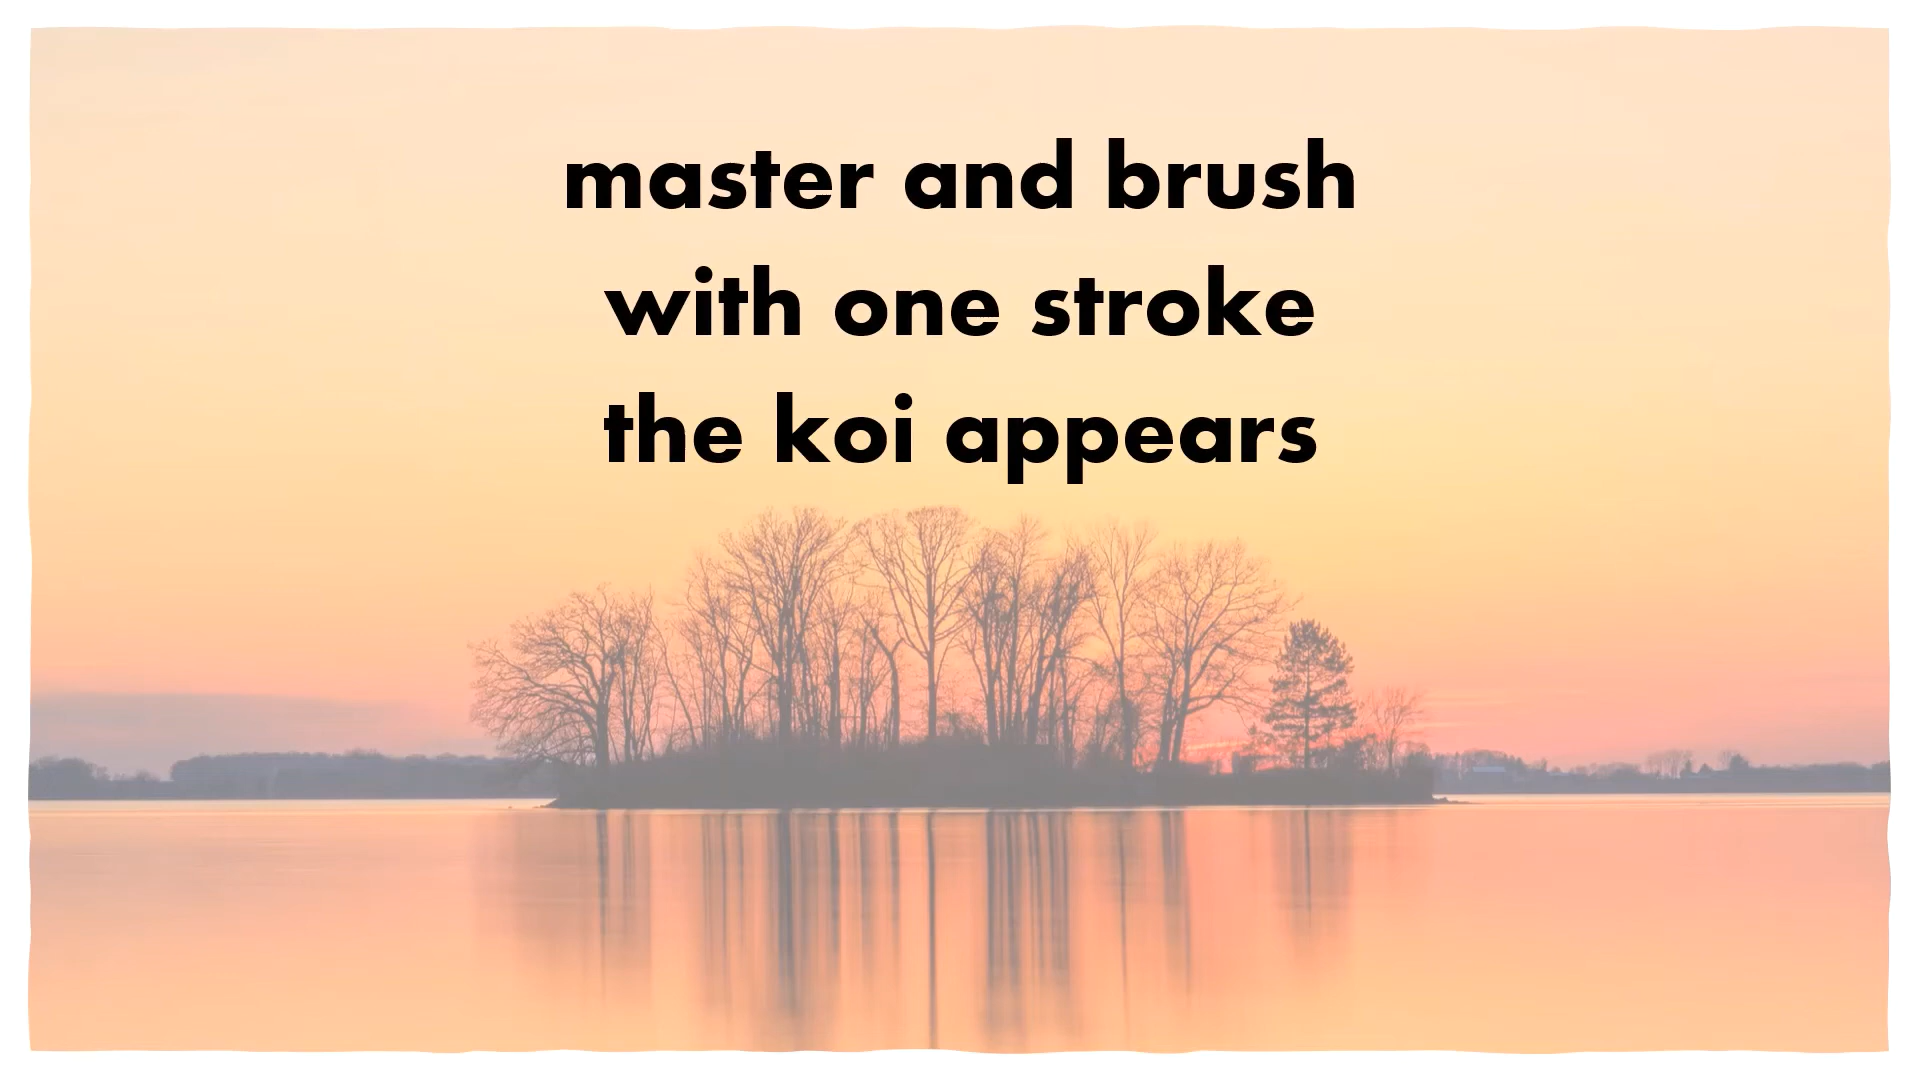 master and brush
with one stroke
the koi appears